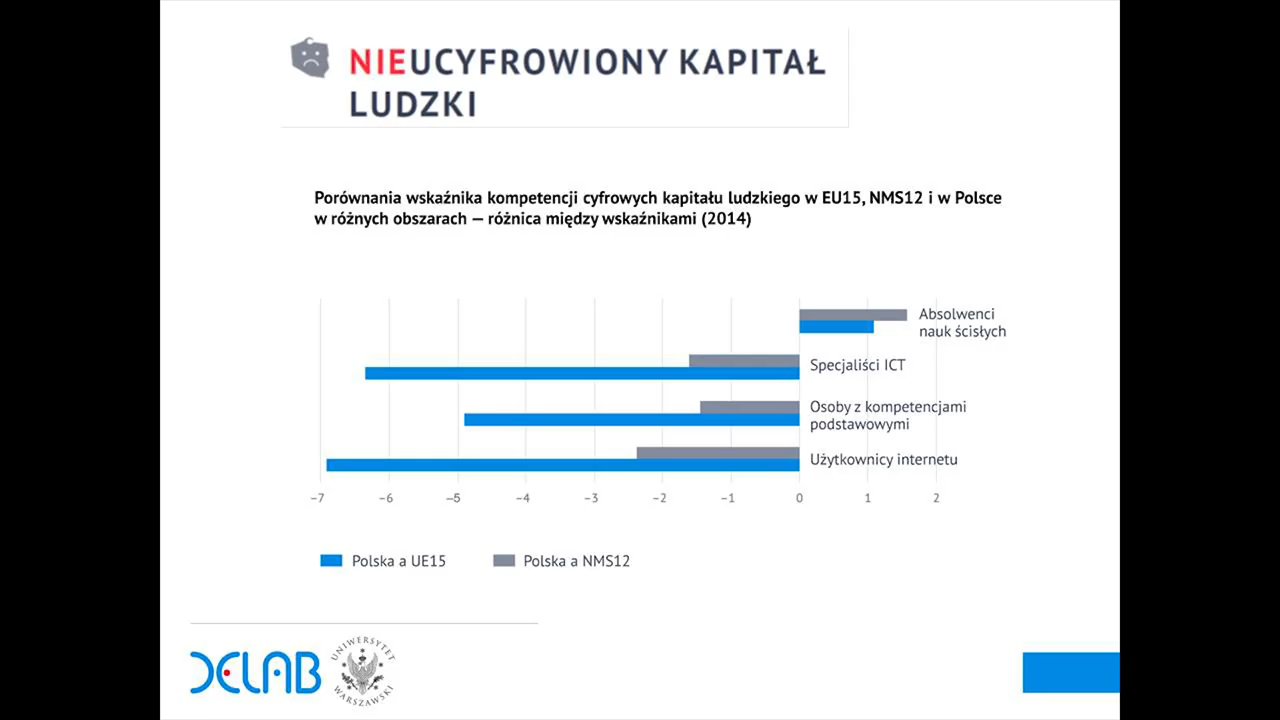 NIEUCYFROWIONY KAPITAŁ
LUDZKI
Porównania wskaźnika kompetencji cyfrowych kapitału ludzkiego w EU15, NMS12 i w Polsce
w różnych obszarach — różnica między wskaźnikami (2014)
Absolwenci
nauk ścisłych
Specjaliści ICT
Osoby z kompetencjami
podstawowymi
Użytkownicy internetu
−7 −6 −5 −4 −3 −2 −1 0 1 2
Polska a UE15 Polska a NMS12
DELAB
UNIWERSYTET
WARSZAWSKI